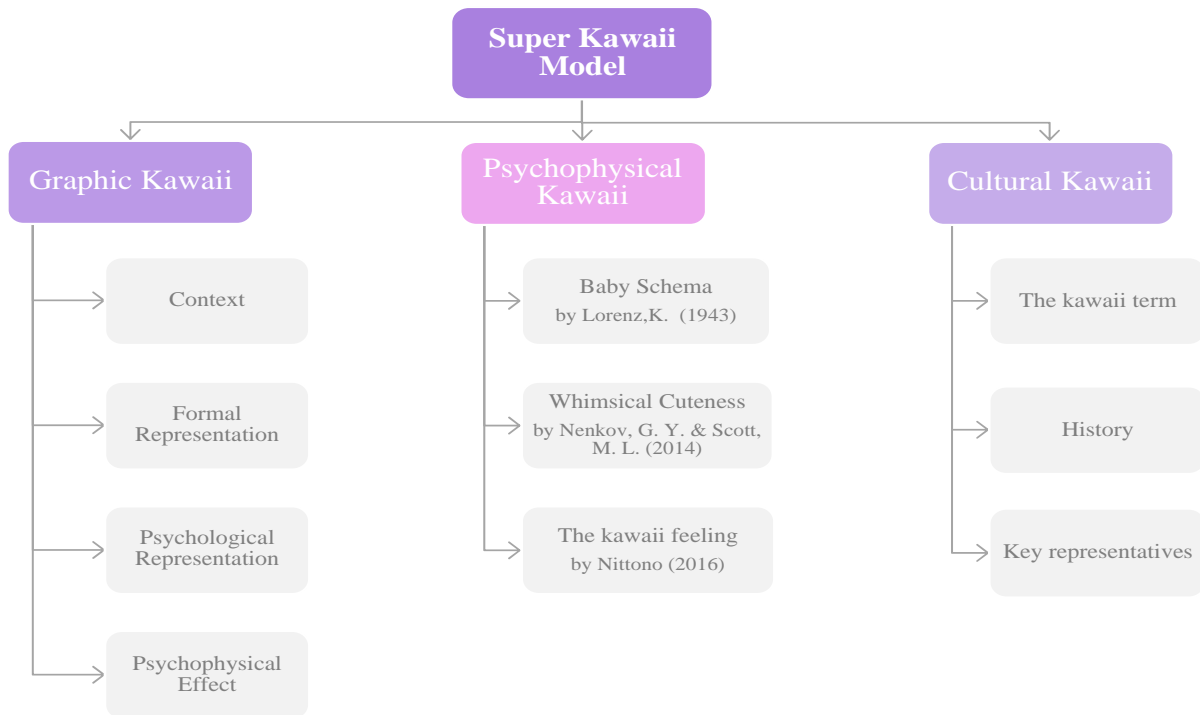 Super Kawaii
Model
Graphic Kawaii
Context
Formal
Representation
Psychological
Representation
Psychophysical
Effect
Psychophysical
Kawaii
Baby Schema
by Lorenz,K.  (1943)
Whimsical Cuteness
by Nenkov, G. Y. & Scott,
M. L. (2014)
The kawaii feeling
by Nittono (2016)
Cultural Kawaii
The kawaii term
History
Key representatives